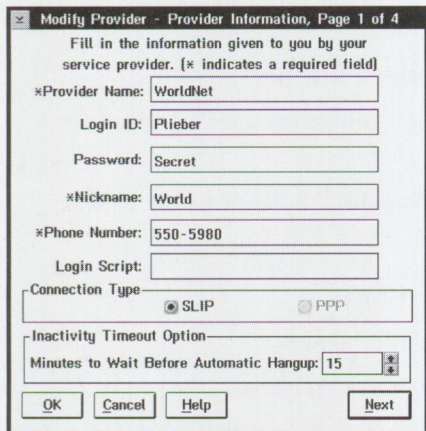 Modify Provider - Provider Information, Page 1 of 4
Fill in the information given to you by your
service provider. (* indicates a required field)
*Provider Name: WorldNet
Login ID: Plieber
Password: Secret
*Nickname: World
*Phone Number: 550-5980
Login Script:
Connection Type
SLIP PPP
Inactivity Timeout Option
Minutes to Wait Before Automatic Hangup: 15
OK Cancel Help Next